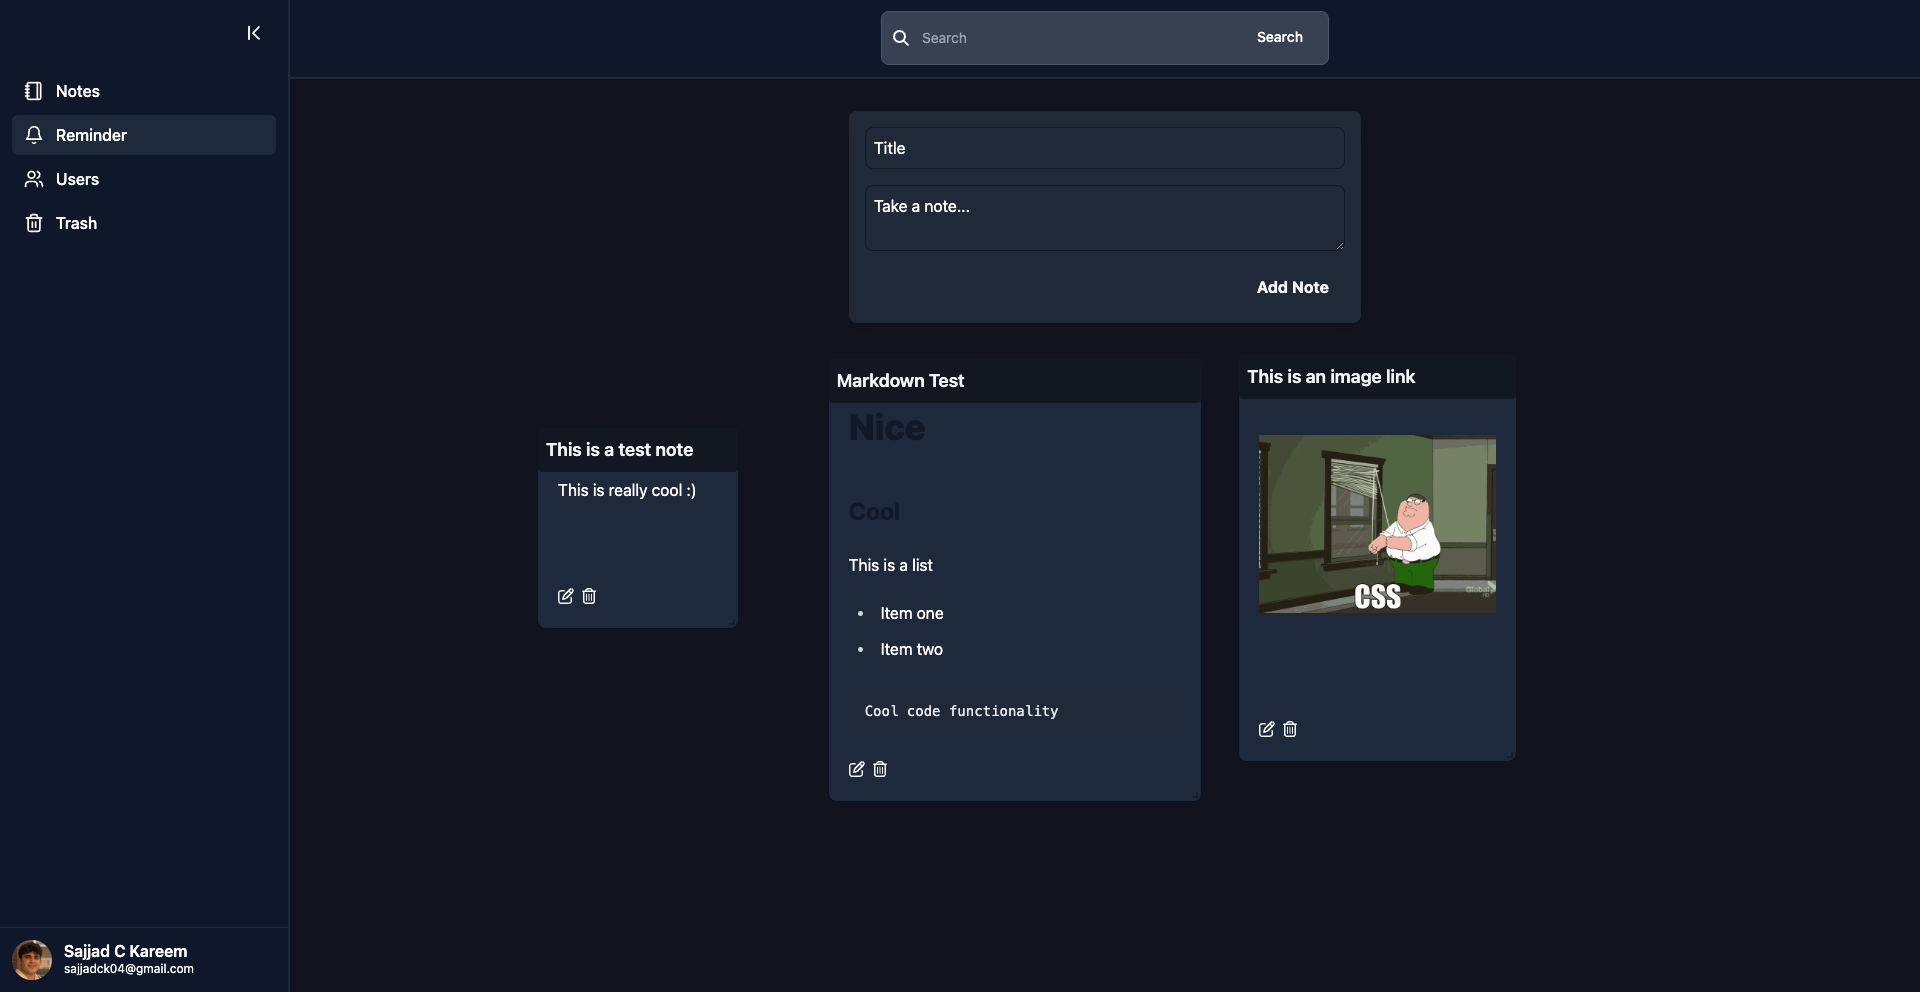 Search
Search
Notes
Reminder
Users
Trash
Title
Take a note...
Add Note
This is a test note
This is really cool :)
Markdown Test
Nice
Cool
This is a list
Item one
Item two
Cool code functionality
This is an image link
CSS
Global
Sajjad C Kareem
sajjadck04@gmail.com